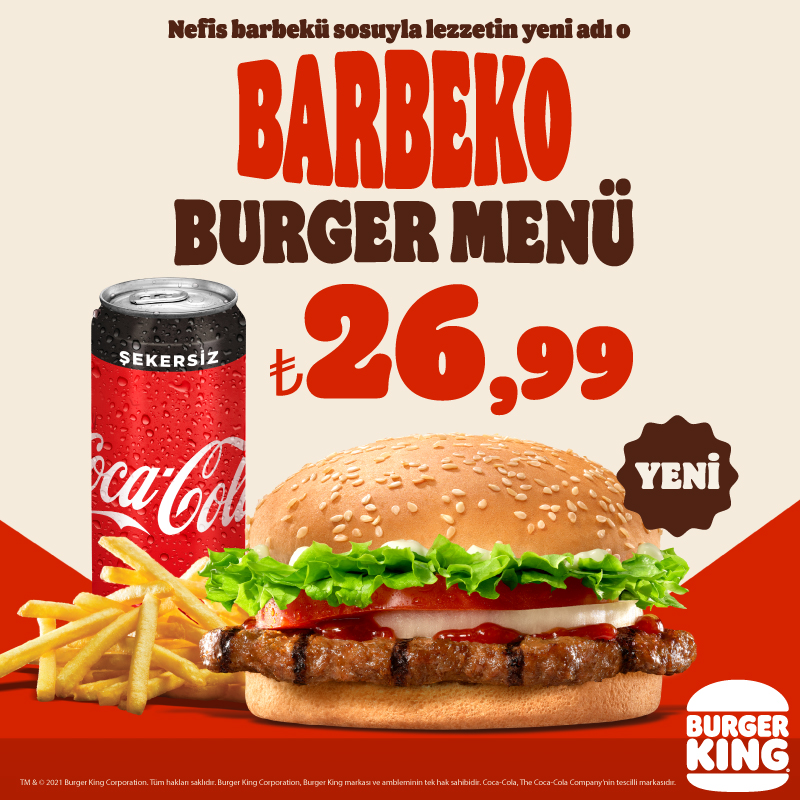 Nefis barbekü sosuyla lezzetin yeni adı o
BARBEKO
BURGER MENÜ
₺26,99
ŞEKERSİZ
Coca-Cola
YENİ
BURGER
KING
TM & © 2021 Burger King Corporation. Tüm hakları saklıdır. Burger King Corporation, Burger King markası ve ambleminin tek hak sahibidir. Coca-Cola, The Coca-Cola Company'nin tescilli markasıdır.